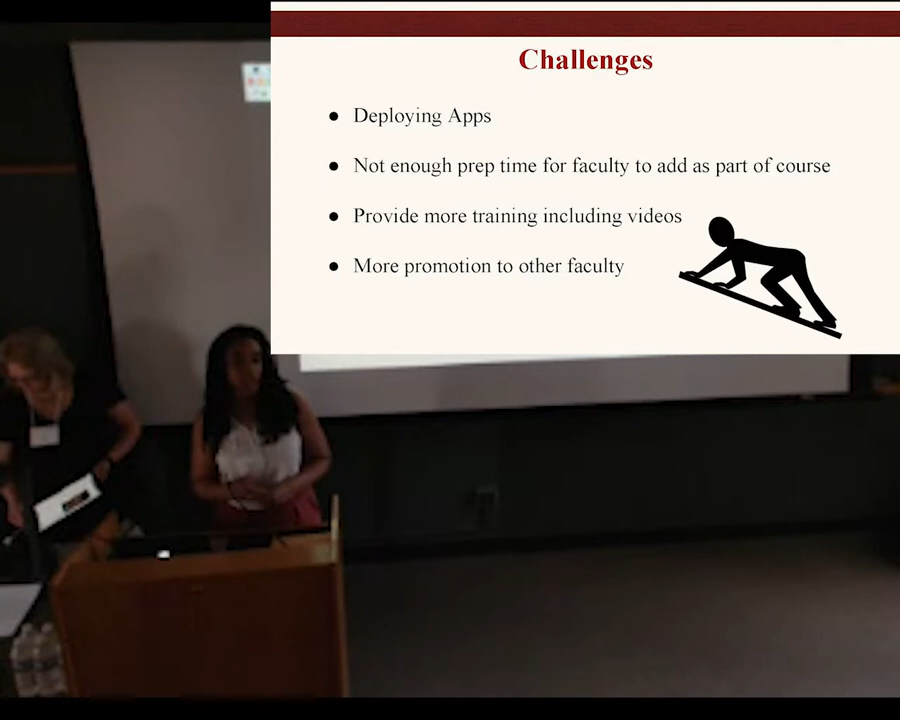 Challenges
● Deploying Apps
● Not enough prep time for faculty to add as part of course
● Provide more training including videos
● More promotion to other faculty